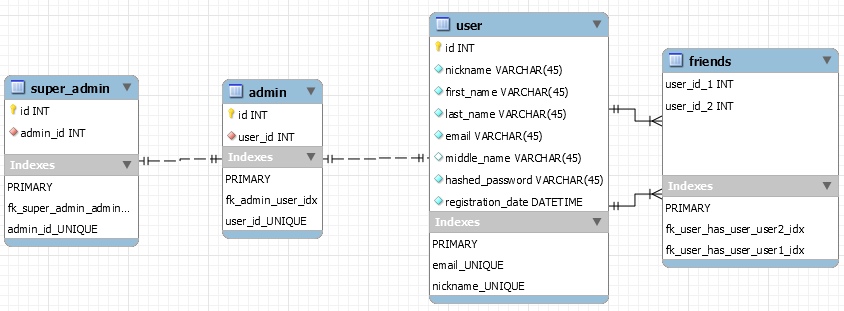 super_admin
id INT
admin_id INT
Indexes
PRIMARY
fk_super_admin_admin...
admin_id_UNIQUE
admin
id INT
user_id INT
Indexes
PRIMARY
fk_admin_user_idx
user_id_UNIQUE
user
id INT
nickname VARCHAR(45)
first_name VARCHAR(45)
last_name VARCHAR(45)
email VARCHAR(45)
middle_name VARCHAR(45)
hashed_password VARCHAR(45)
registration_date DATETIME
Indexes
PRIMARY
email_UNIQUE
nickname_UNIQUE
friends
user_id_1 INT
user_id_2 INT
Indexes
PRIMARY
fk_user_has_user_user2_idx
fk_user_has_user_user1_idx